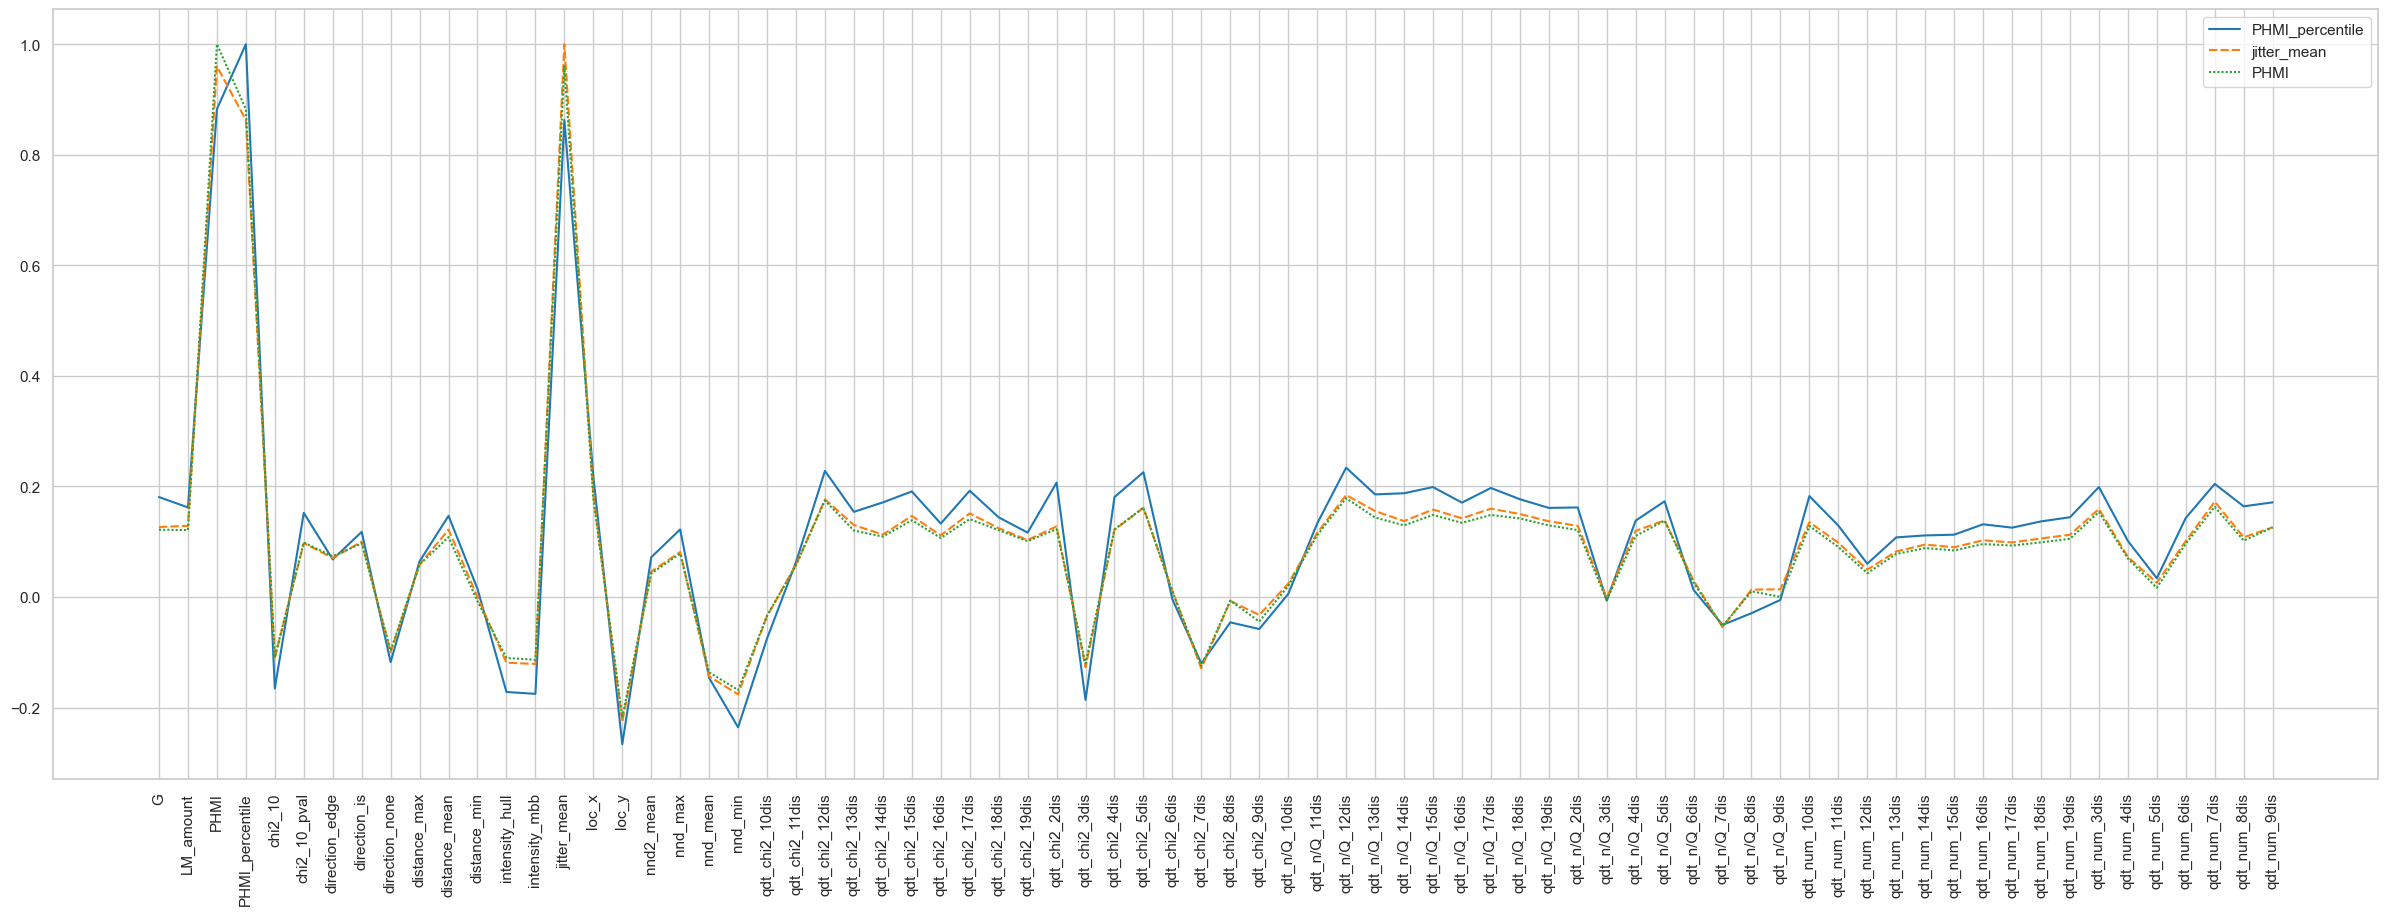 1.0
0.8
0.6
0.4
0.2
0.0
−0.2
PHMI_percentile
jitter_mean
PHMI
G
LM_amount
PHMI
PHMI_percentile
chi2_10
chi2_10_pval
direction_edge
direction_is
direction_none
distance_max
distance_mean
distance_min
intensity_hull
intensity_mbb
jitter_mean
loc_x
loc_y
nnd2_mean
nnd_max
nnd_mean
nnd_min
qdt_chi2_10dis
qdt_chi2_11dis
qdt_chi2_12dis
qdt_chi2_13dis
qdt_chi2_14dis
qdt_chi2_15dis
qdt_chi2_16dis
qdt_chi2_17dis
qdt_chi2_18dis
qdt_chi2_19dis
qdt_chi2_2dis
qdt_chi2_3dis
qdt_chi2_4dis
qdt_chi2_5dis
qdt_chi2_6dis
qdt_chi2_7dis
qdt_chi2_8dis
qdt_chi2_9dis
qdt_n/Q_10dis
qdt_n/Q_11dis
qdt_n/Q_12dis
qdt_n/Q_13dis
qdt_n/Q_14dis
qdt_n/Q_15dis
qdt_n/Q_16dis
qdt_n/Q_17dis
qdt_n/Q_18dis
qdt_n/Q_19dis
qdt_n/Q_2dis
qdt_n/Q_3dis
qdt_n/Q_4dis
qdt_n/Q_5dis
qdt_n/Q_6dis
qdt_n/Q_7dis
qdt_n/Q_8dis
qdt_n/Q_9dis
qdt_num_10dis
qdt_num_11dis
qdt_num_12dis
qdt_num_13dis
qdt_num_14dis
qdt_num_15dis
qdt_num_16dis
qdt_num_17dis
qdt_num_18dis
qdt_num_19dis
qdt_num_3dis
qdt_num_4dis
qdt_num_5dis
qdt_num_6dis
qdt_num_7dis
qdt_num_8dis
qdt_num_9dis